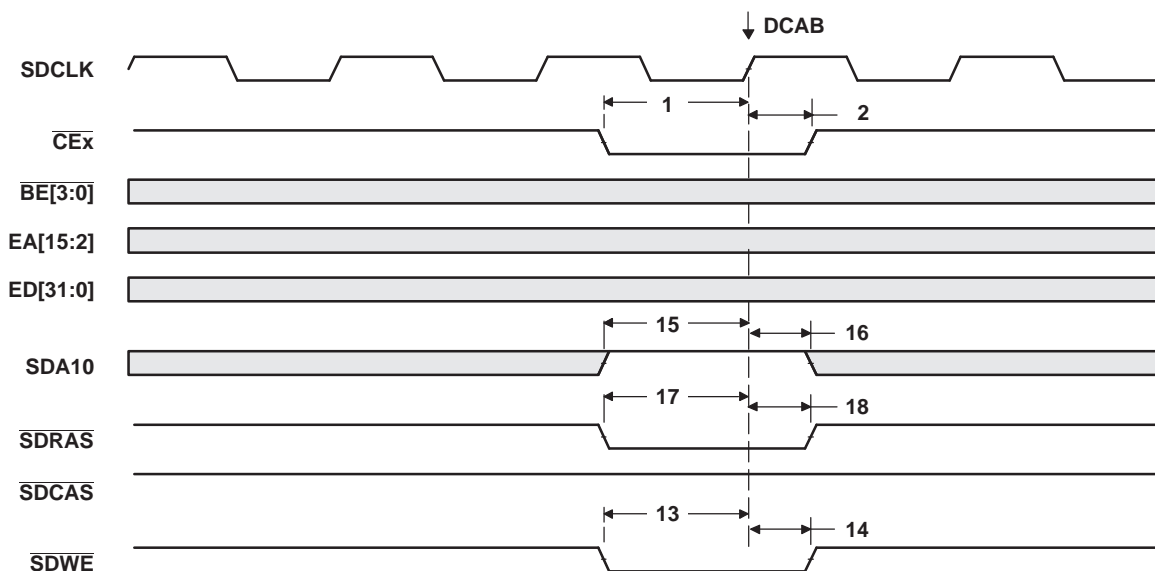 DCAB
SDCLK
1
2
CEx
BE[3:0]
EA[15:2]
ED[31:0]
15
16
SDA10
17
18
SDRAS
SDCAS
13
14
SDWE